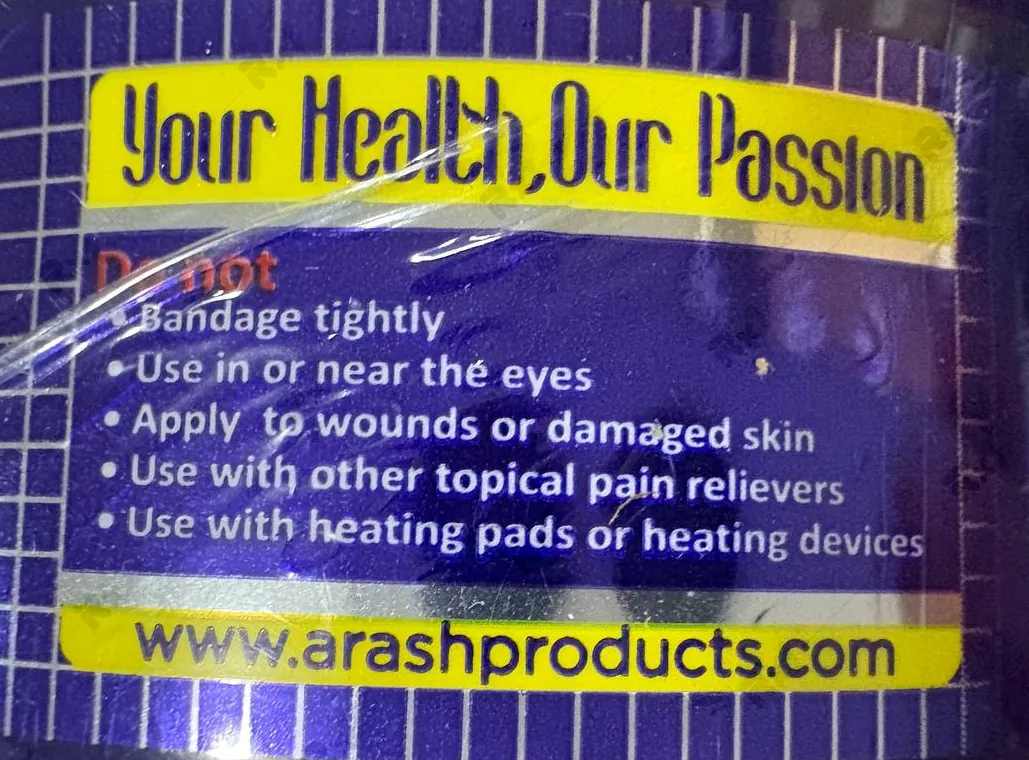 Your Health,Our Passion
Do not
• Bandage tightly
• Use in or near the eyes
• Apply to wounds or damaged skin
• Use with other topical pain relievers
• Use with heating pads or heating devices
www.arashproducts.com